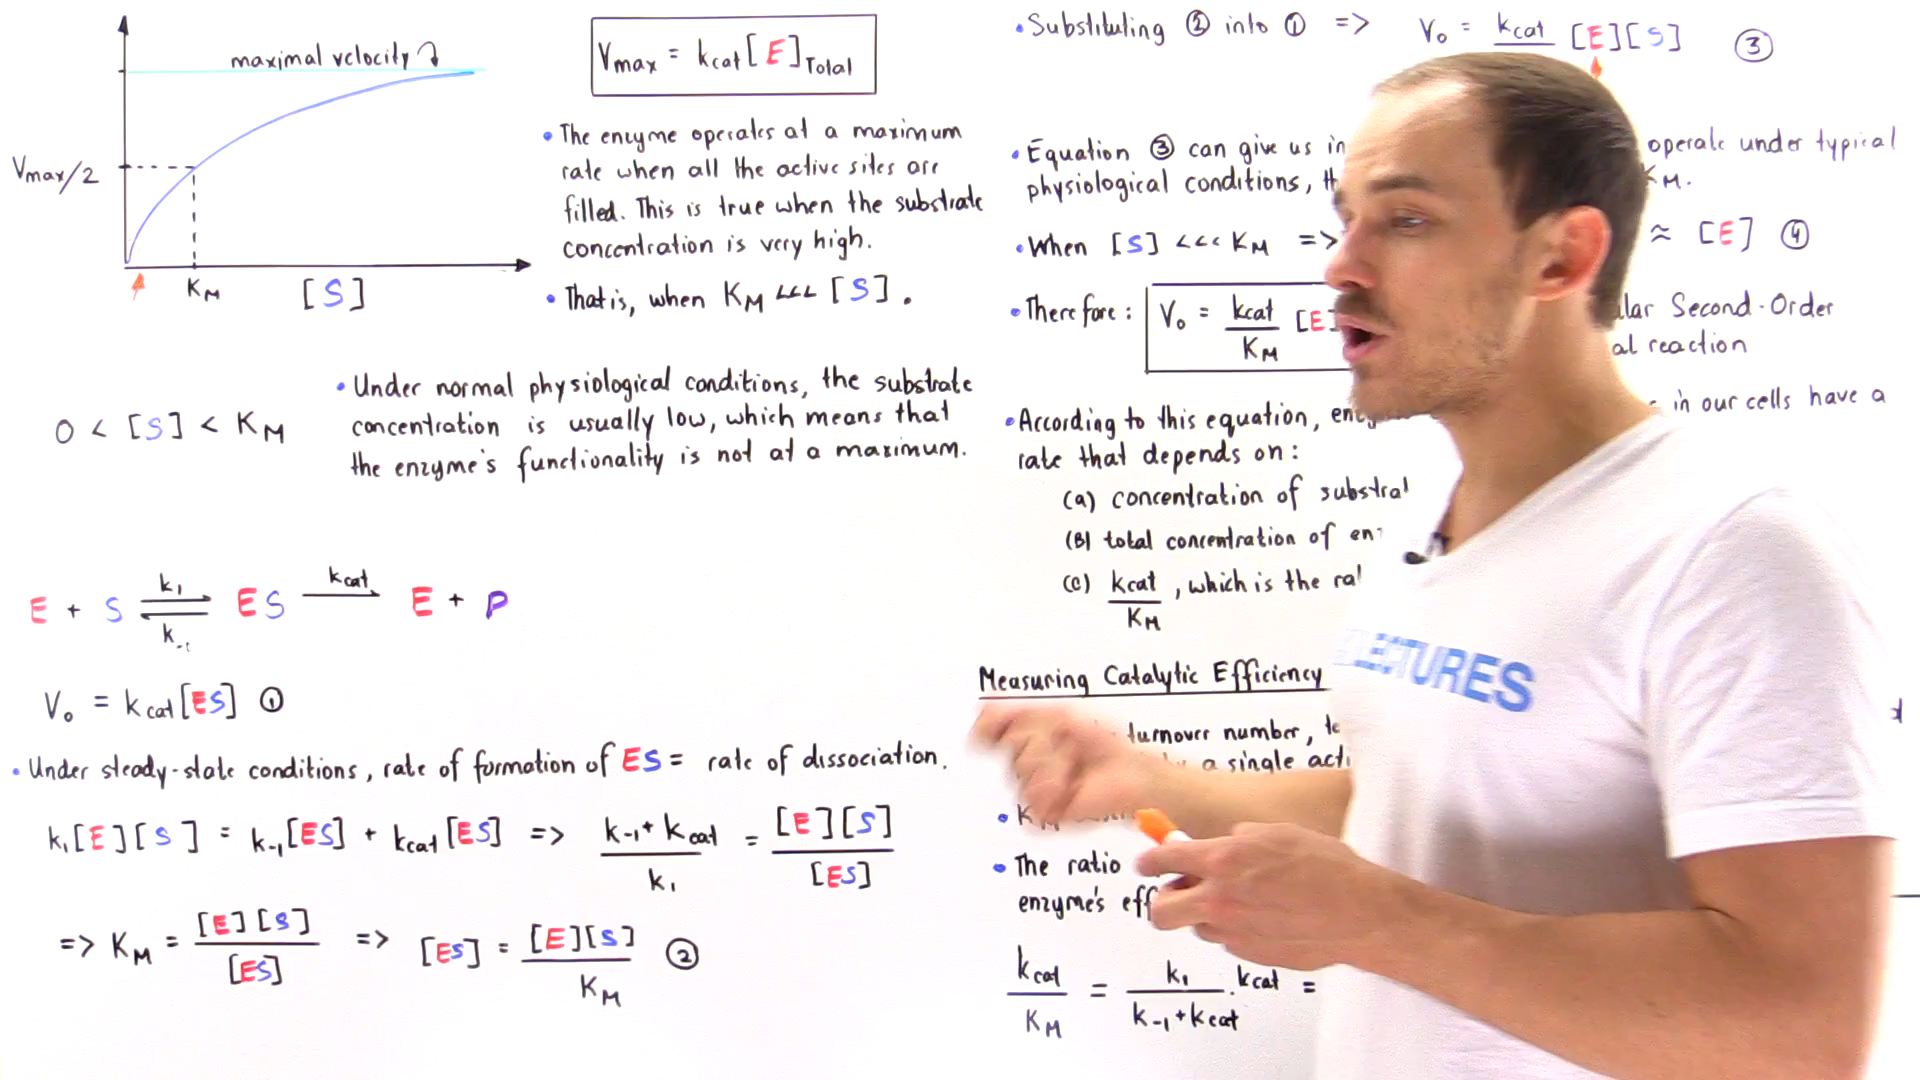 maximal velocity
Vmax/2
KM
[S]
Vmax = kcat[E]Total
• The enzyme operates at a maximum
rate when all the active sites are
filled. This is true when the substrate
concentration is very high.
• That is, when KM <<< [S].
0 < [S] < KM
• Under normal physiological conditions, the substrate
concentration is usually low, which means that
the enzyme's functionality is not at a maximum.
k1 kcat
E + S ⇌ ES → E + P
k-1
V0 = kcat[ES] ①
• Under steady-state conditions, rate of formation of ES = rate of dissociation.
k1[E][S] = k-1[ES] + kcat[ES] => k-1 + kcat / k1 = [E][S] / [ES]
=> KM = [E][S] / [ES] => [ES] = [E][S] / KM ②
• Substituting ② into ① => V0 = kcat [E][S] ③
• Equation ③ can give us operate under typical
physiological conditions, KM.
• When [S] <<< KM => ≈ [E] ④
• Therefore: V0 = kcat / KM [E] Second-Order
reaction
• According to this equation, in our cells have a
rate that depends on:
(a) concentration of
(B) total concentration of
(c) kcat / KM , which is the
Measuring Catalytic Efficiency
turnover number,
a single
•
• The ratio
enzyme's
kcat / KM = k1 / k-1 + kcat . kcat =
LECTURES